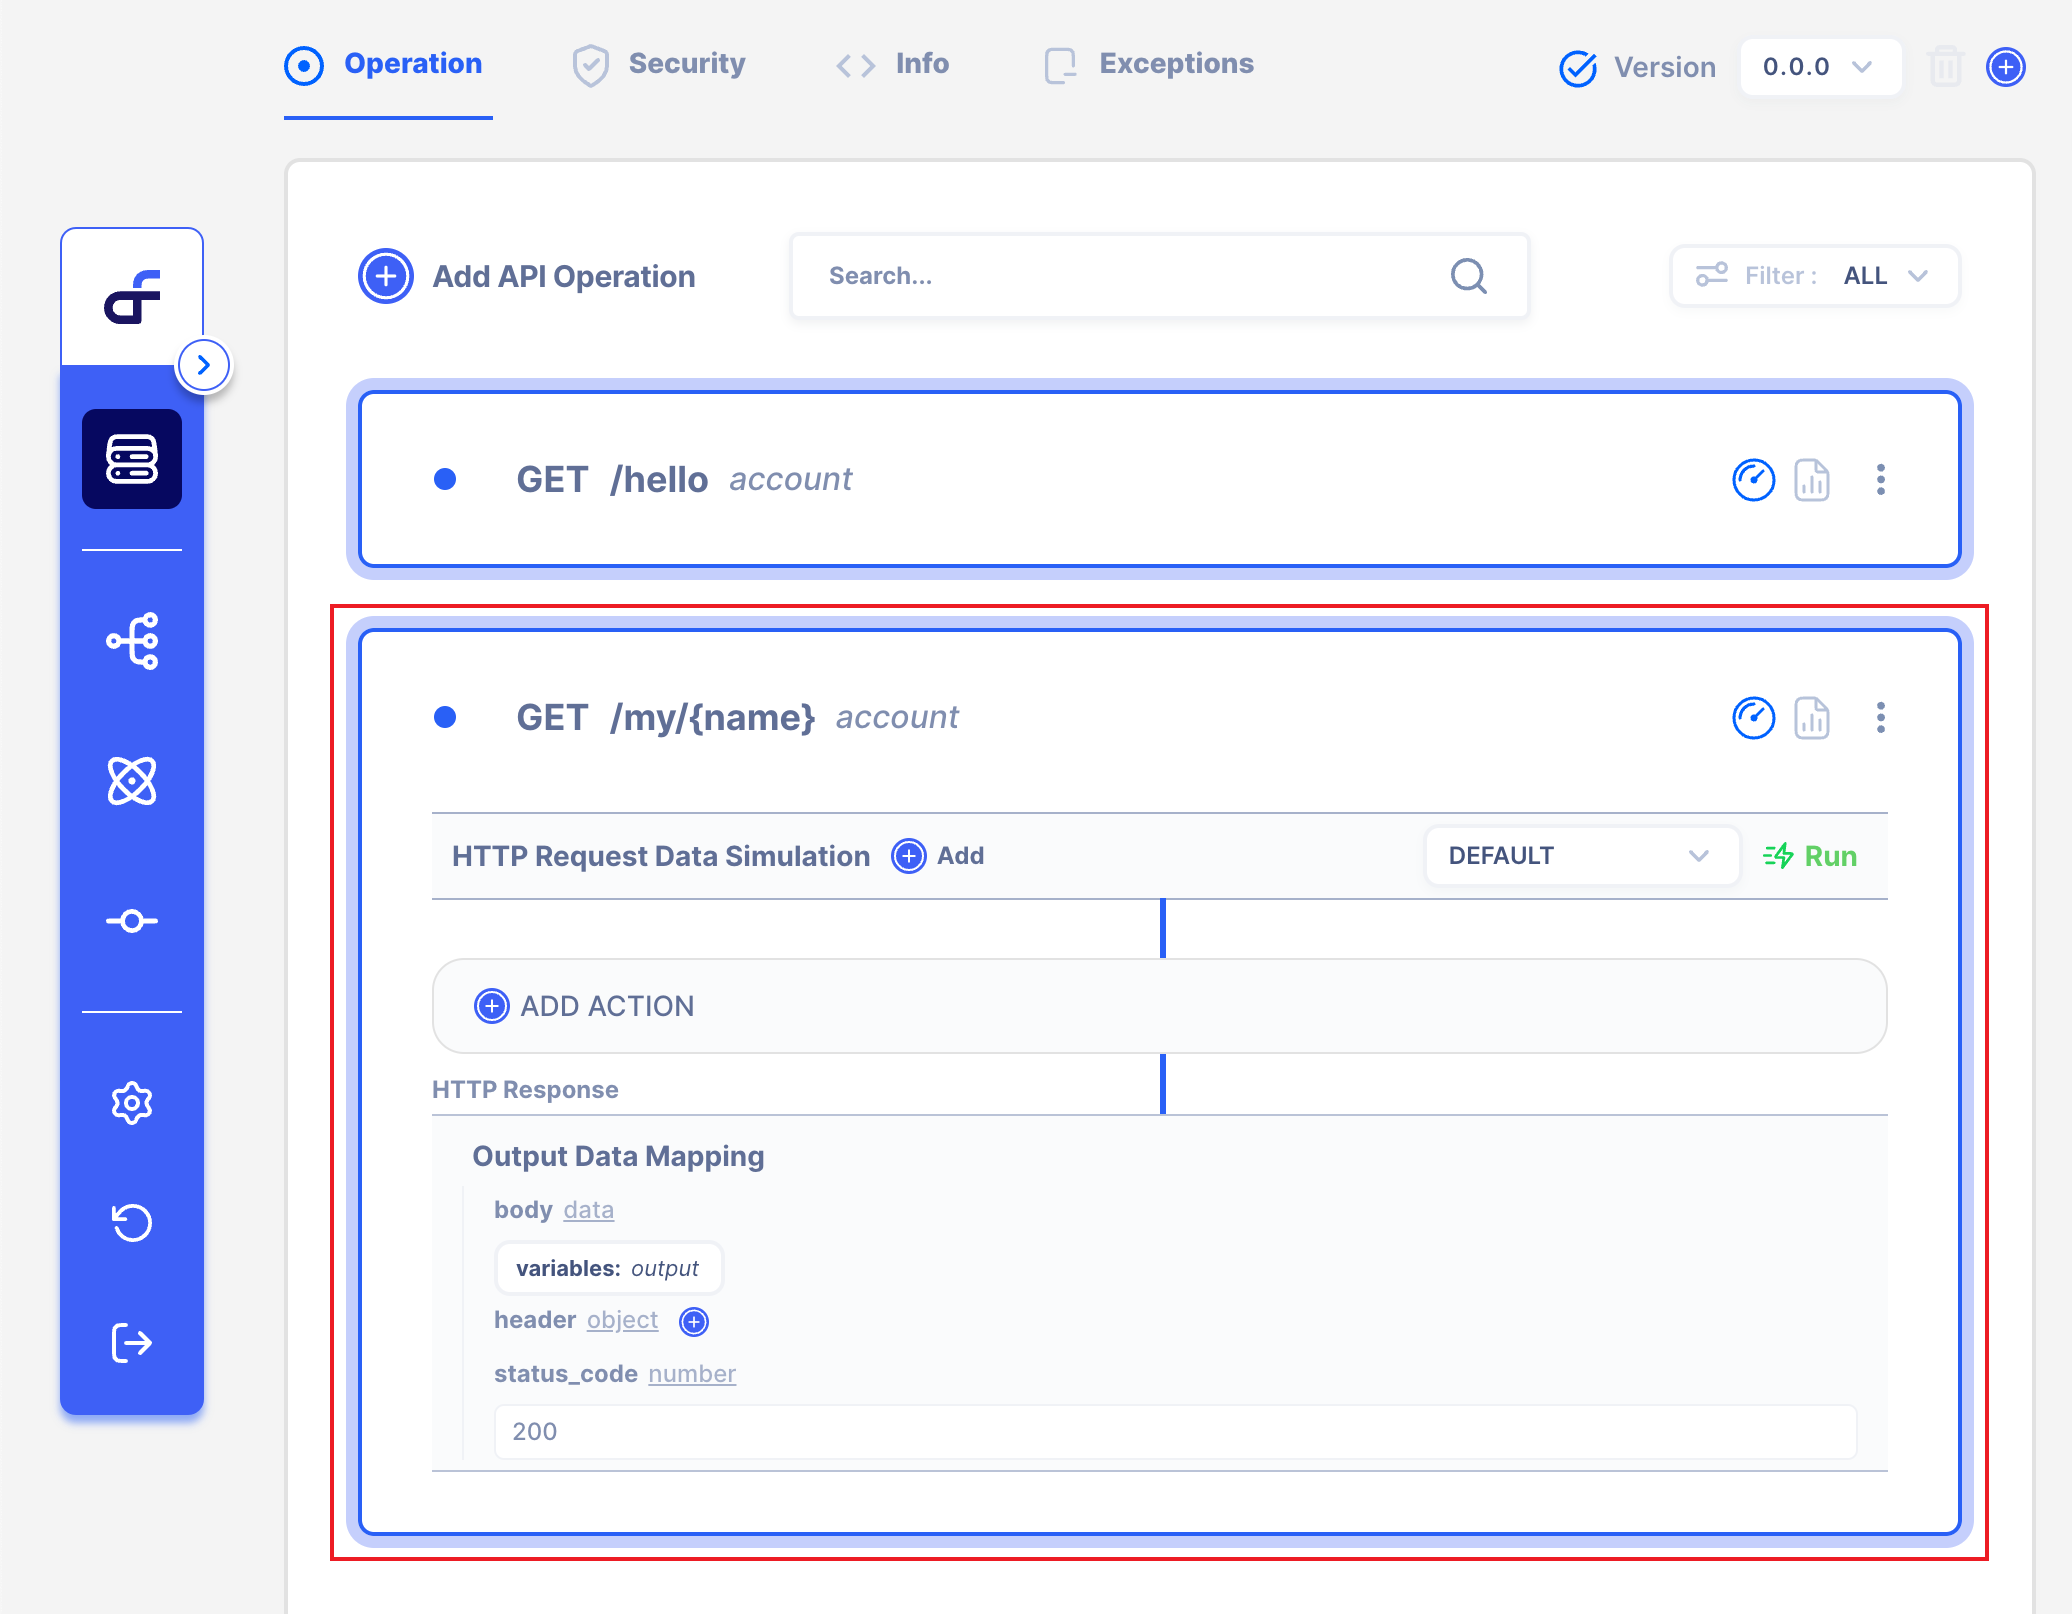 Operation Security Info Exceptions Version 0.0.0
Add API Operation Search... Filter : ALL
GET /hello account
GET /my/{name} account
HTTP Request Data Simulation Add DEFAULT Run
ADD ACTION
HTTP Response
Output Data Mapping
body data
variables: output
header object
status_code number
200